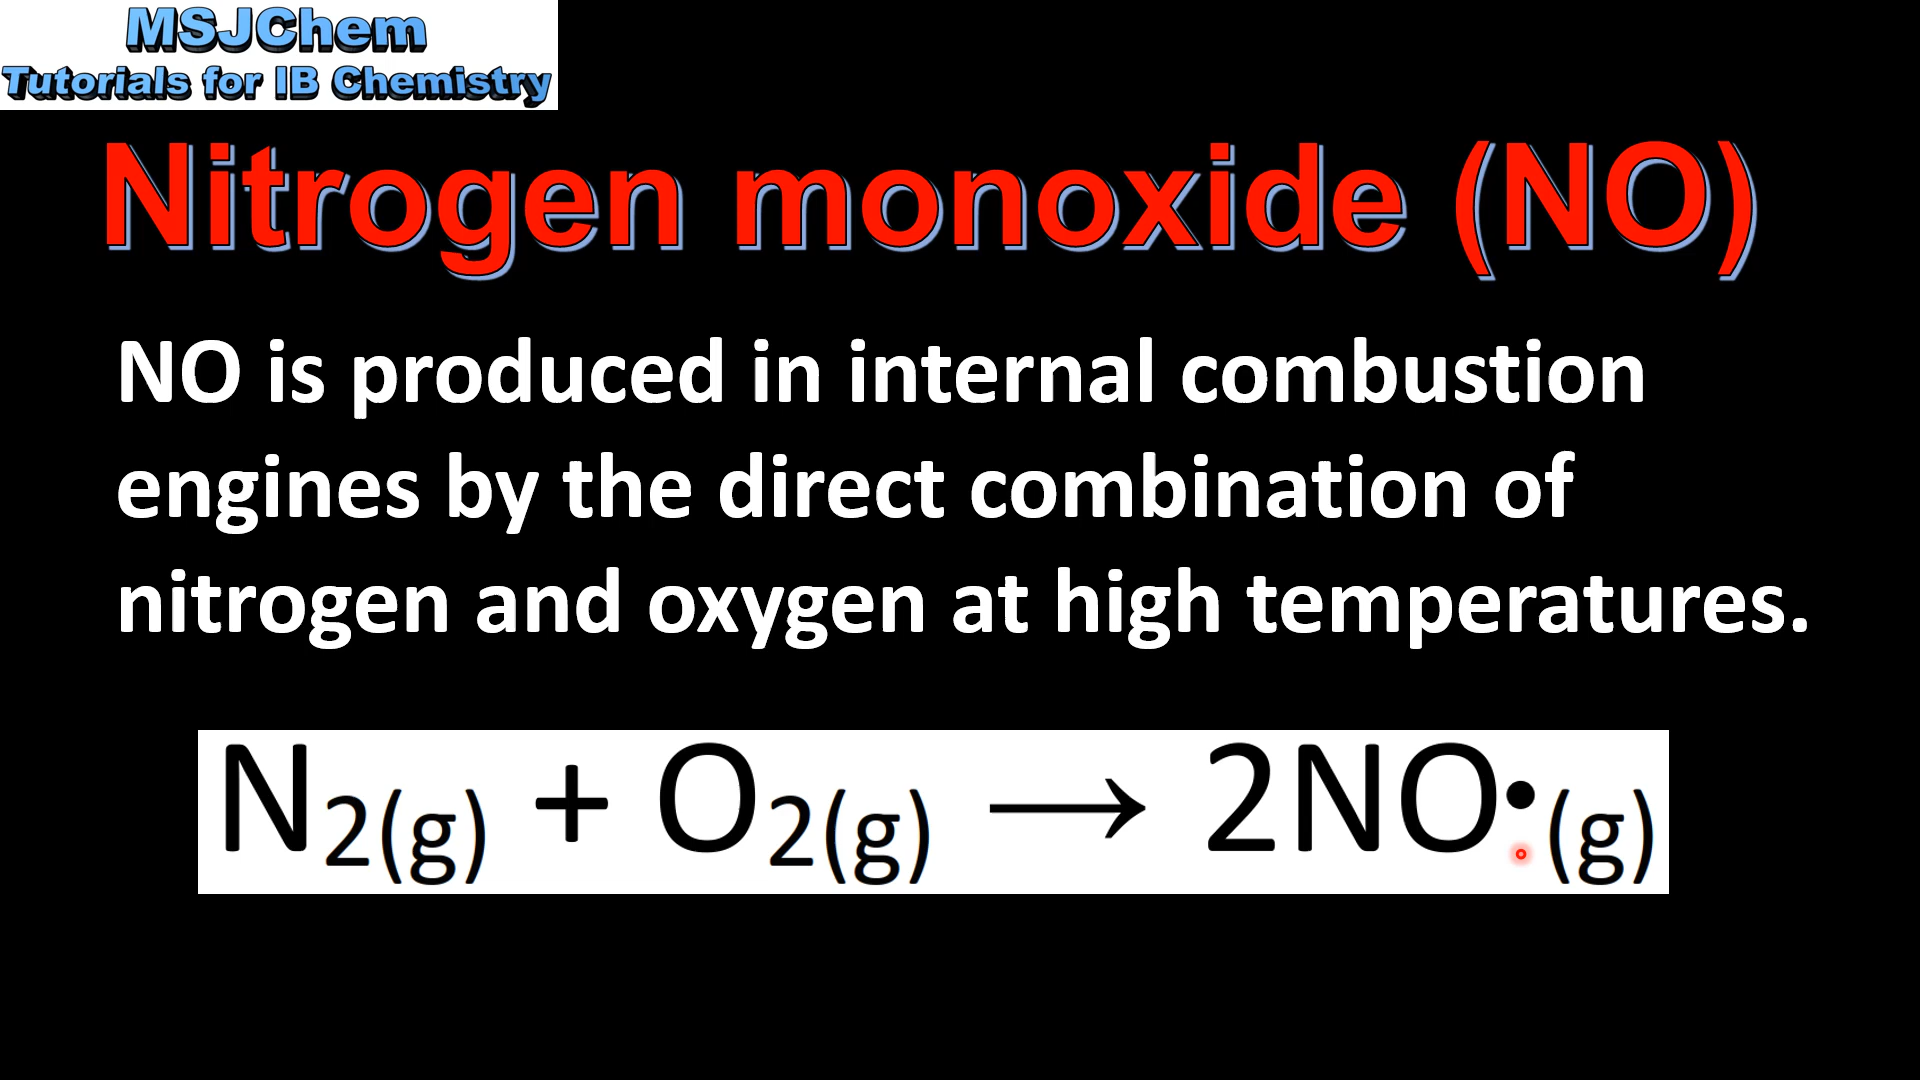 MSJChem
Tutorials for IB Chemistry
Nitrogen monoxide (NO)
NO is produced in internal combustion
engines by the direct combination of
nitrogen and oxygen at high temperatures.
N₂(g) + O₂(g) ⟶ 2NO•(g)